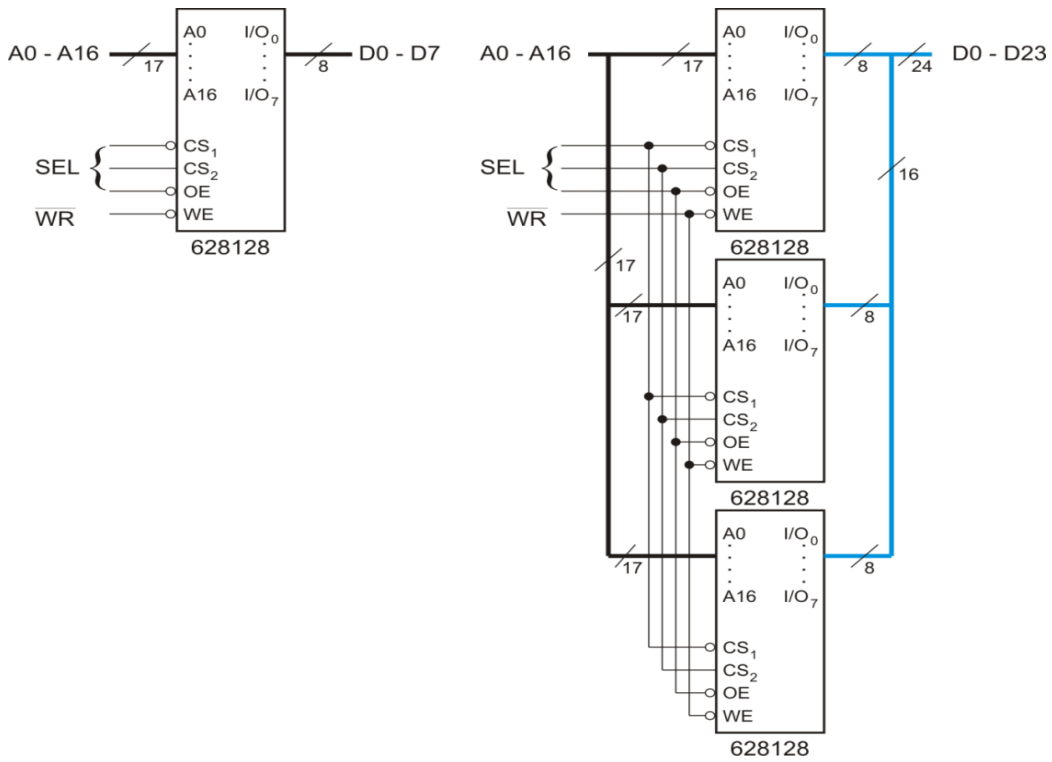 A0 - A16
17
A0 I/O0
A16 I/O7
8
D0 - D7
SEL
CS1
CS2
OE
WR
WE
628128
A0 - A16
17
A0 I/O0
A16 I/O7
8
24
D0 - D23
16
SEL
CS1
CS2
OE
WR
WE
628128
17
17
A0 I/O0
A16 I/O7
8
CS1
CS2
OE
WE
628128
17
A0 I/O0
A16 I/O7
8
CS1
CS2
OE
WE
628128